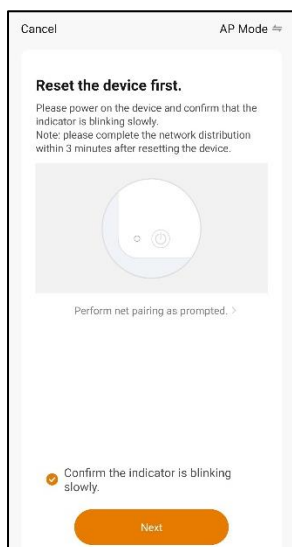 Cancel
AP Mode
Reset the device first.
Please power on the device and confirm that the
indicator is blinking slowly.
Note: please complete the network distribution
within 3 minutes after resetting the device.
Perform net pairing as prompted. >
Confirm the indicator is blinking
slowly.
Next